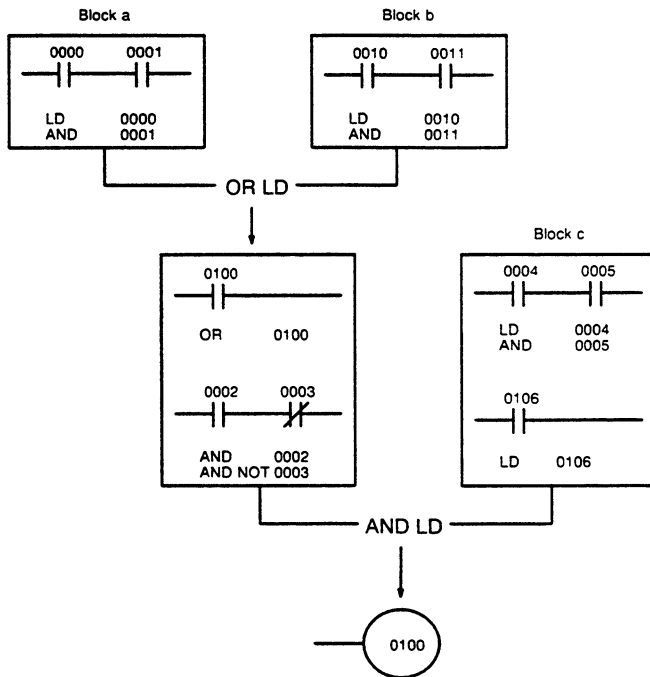 Block a
0000 0001
LD 0000
AND 0001
Block b
0010 0011
LD 0010
AND 0011
OR LD
0100
OR 0100
0002 0003
AND 0002
AND NOT 0003
Block c
0004 0005
LD 0004
AND 0005
0106
LD 0106
AND LD
0100